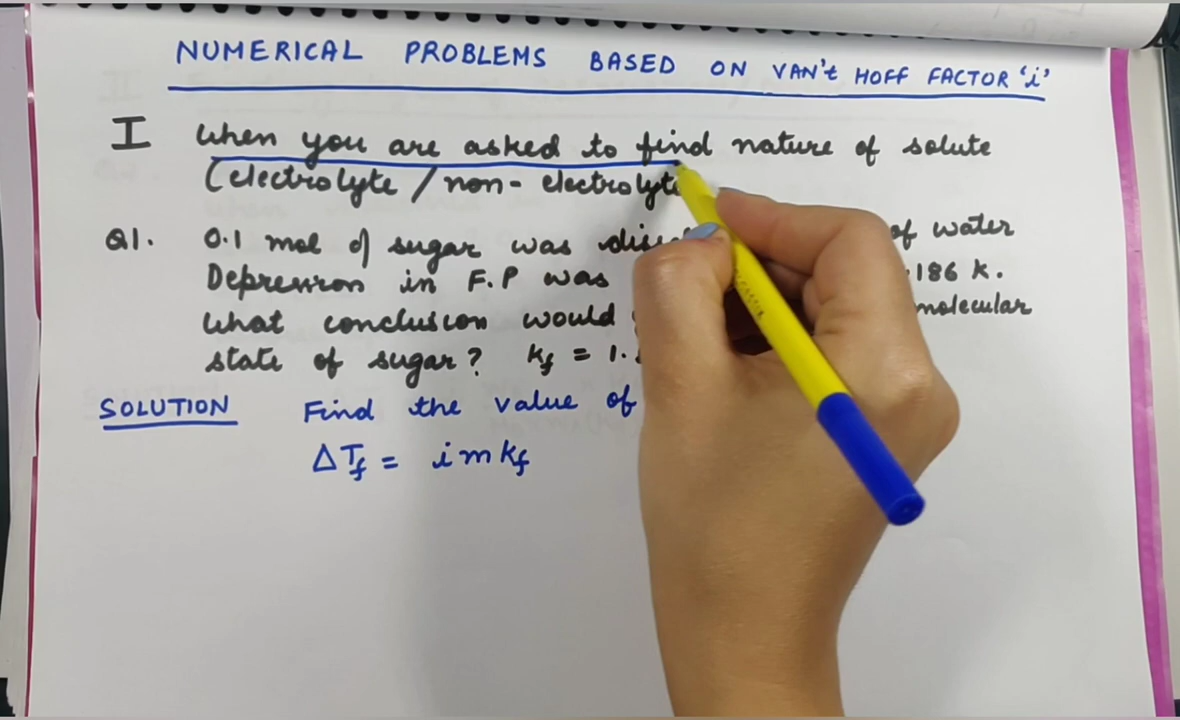 NUMERICAL PROBLEMS BASED ON VAN't HOFF FACTOR 'i'
I when you are asked to find nature of solute
(electrolyte / non-electrolyte
Q1. 0.1 mol of sugar was of water
Depression in F.P was .186 K.
What conclusion would molecular
state of sugar? Kf = 1.
SOLUTION Find the value of
ΔTf = i m Kf